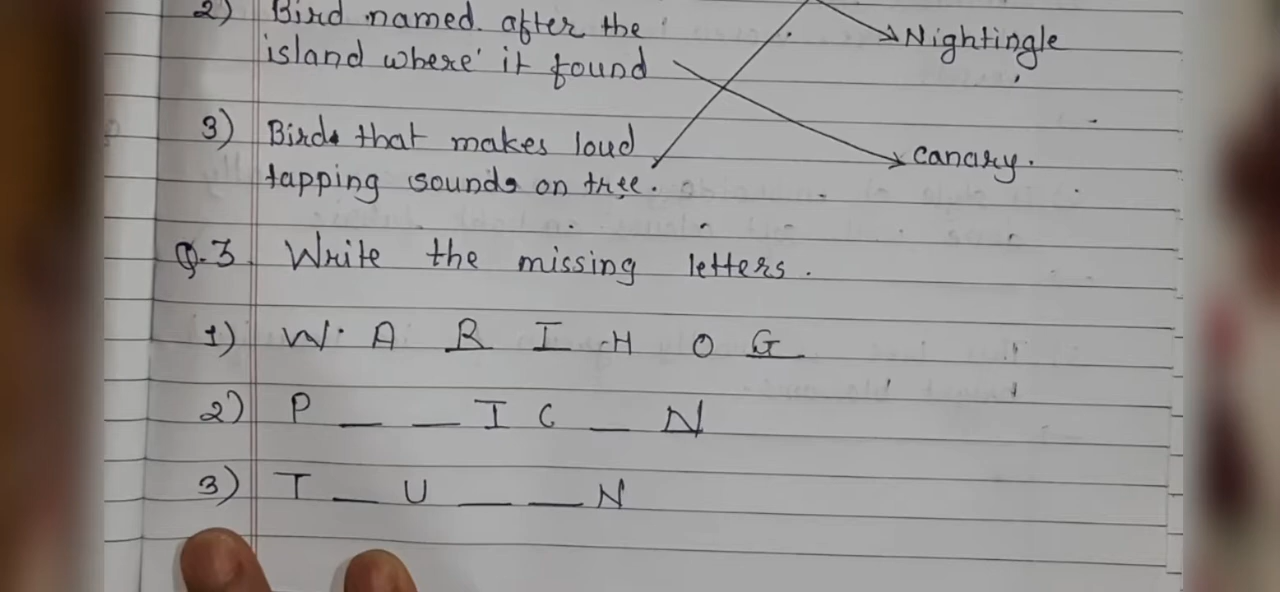 2) Bird named after the
island where it found
Nightingle
3) Birds that makes loud
tapping sounds on tree.
canary.
Q.3 Write the missing letters.
1) W A R I H O G
2) P _ _ I C _ N
3) T _ U _ _ N